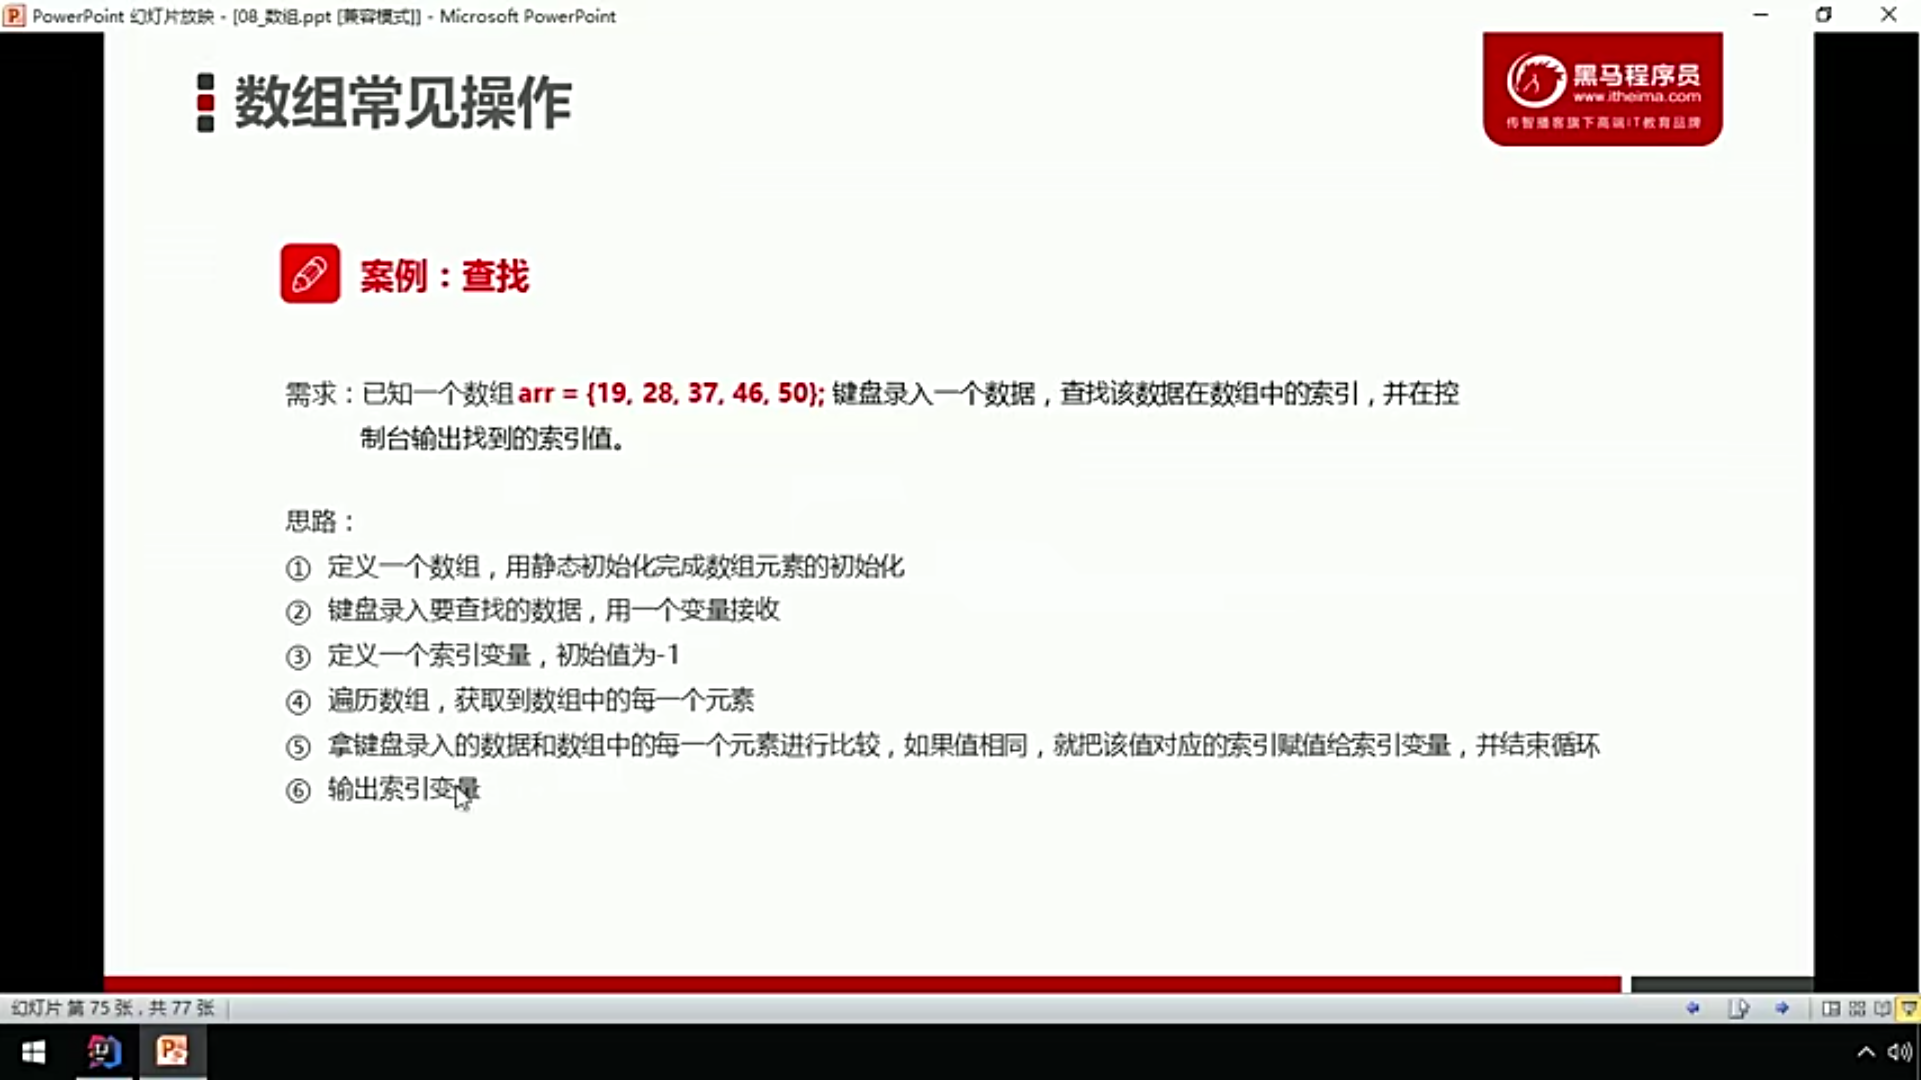 PowerPoint 幻灯片放映 - [08_数组.ppt [兼容模式]] - Microsoft PowerPoint
数组常见操作
黑马程序员
www.itheima.com
传智播客旗下高端IT教育品牌
案例：查找
需求：已知一个数组arr = {19, 28, 37, 46, 50}; 键盘录入一个数据，查找该数据在数组中的索引，并在控
制台输出找到的索引值。
思路：
① 定义一个数组，用静态初始化完成数组元素的初始化
② 键盘录入要查找的数据，用一个变量接收
③ 定义一个索引变量，初始值为-1
④ 遍历数组，获取到数组中的每一个元素
⑤ 拿键盘录入的数据和数组中的每一个元素进行比较，如果值相同，就把该值对应的索引赋值给索引变量，并结束循环
⑥ 输出索引变量
幻灯片 第 75 张，共 77 张